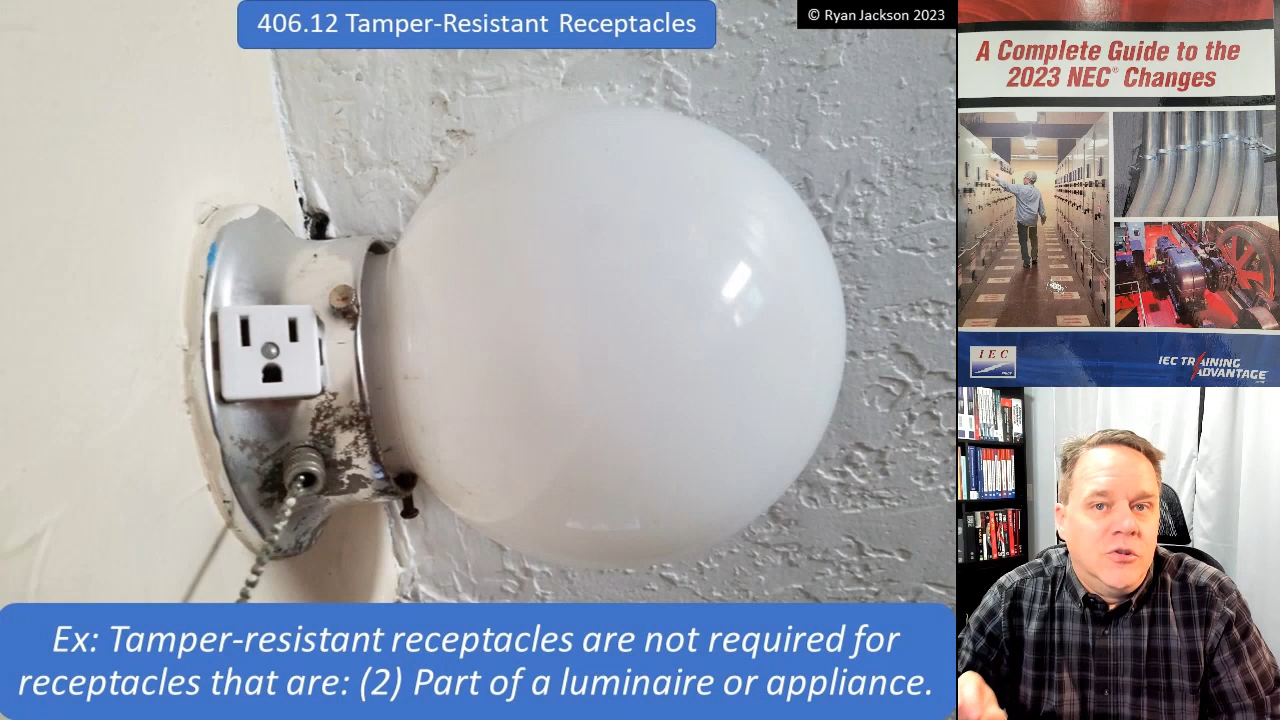 406.12 Tamper-Resistant Receptacles
© Ryan Jackson 2023
A Complete Guide to the
2023 NEC® Changes
IEC
IEC TRAINING
ADVANTAGE
Ex: Tamper-resistant receptacles are not required for
receptacles that are: (2) Part of a luminaire or appliance.